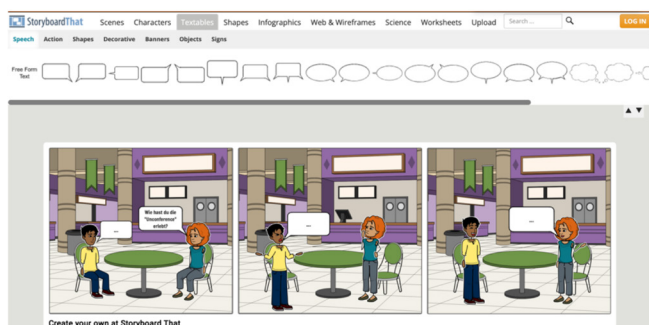 StoryboardThat Scenes Characters Textables Shapes Infographics Web & Wireframes Science Worksheets Upload Search ... LOG IN
Speech Action Shapes Decorative Banners Objects Signs
Free Form
Text
Wie hast du die
"Unconference"
erlebt?
...
...
...
Create your own at Storyboard That